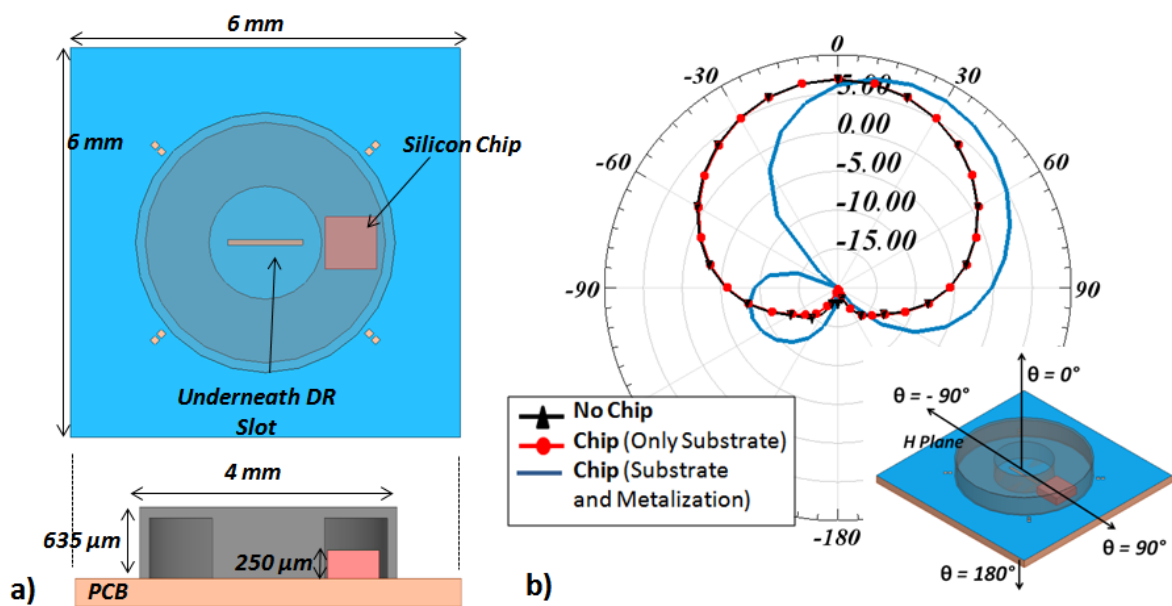 6 mm
6 mm
Silicon Chip
Underneath DR
Slot
4 mm
635 µm
250 µm
PCB
a)
0
-30
30
-60
60
-90
90
-180
5.00
0.00
-5.00
-10.00
-15.00
No Chip
Chip (Only Substrate)
Chip (Substrate
and Metalization)
θ = 0°
θ = - 90°
H Plane
θ = 90°
θ = 180°
b)